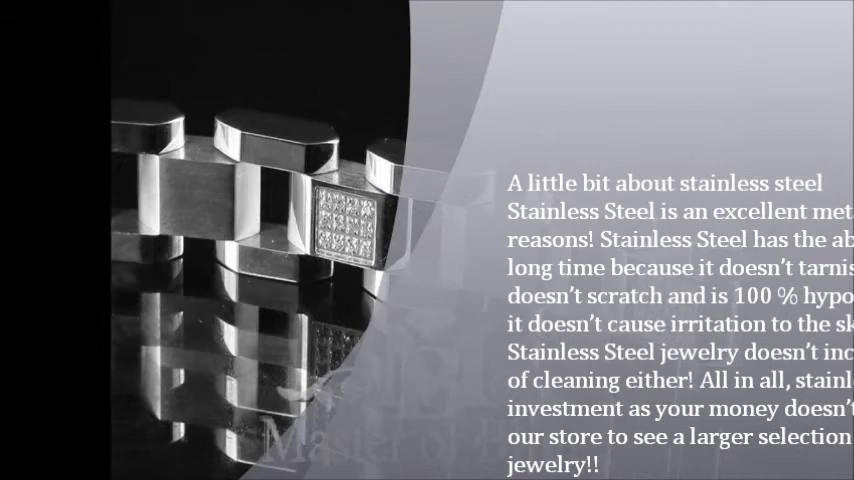 A little bit about stainless steel
Stainless Steel is an excellent met
reasons! Stainless Steel has the ab
long time because it doesn't tarnis
doesn't scratch and is 100 % hypo
it doesn't cause irritation to the sk
Stainless Steel jewelry doesn't inc
of cleaning either! All in all, stainl
investment as your money doesn't
our store to see a larger selection
jewelry!!
Master of